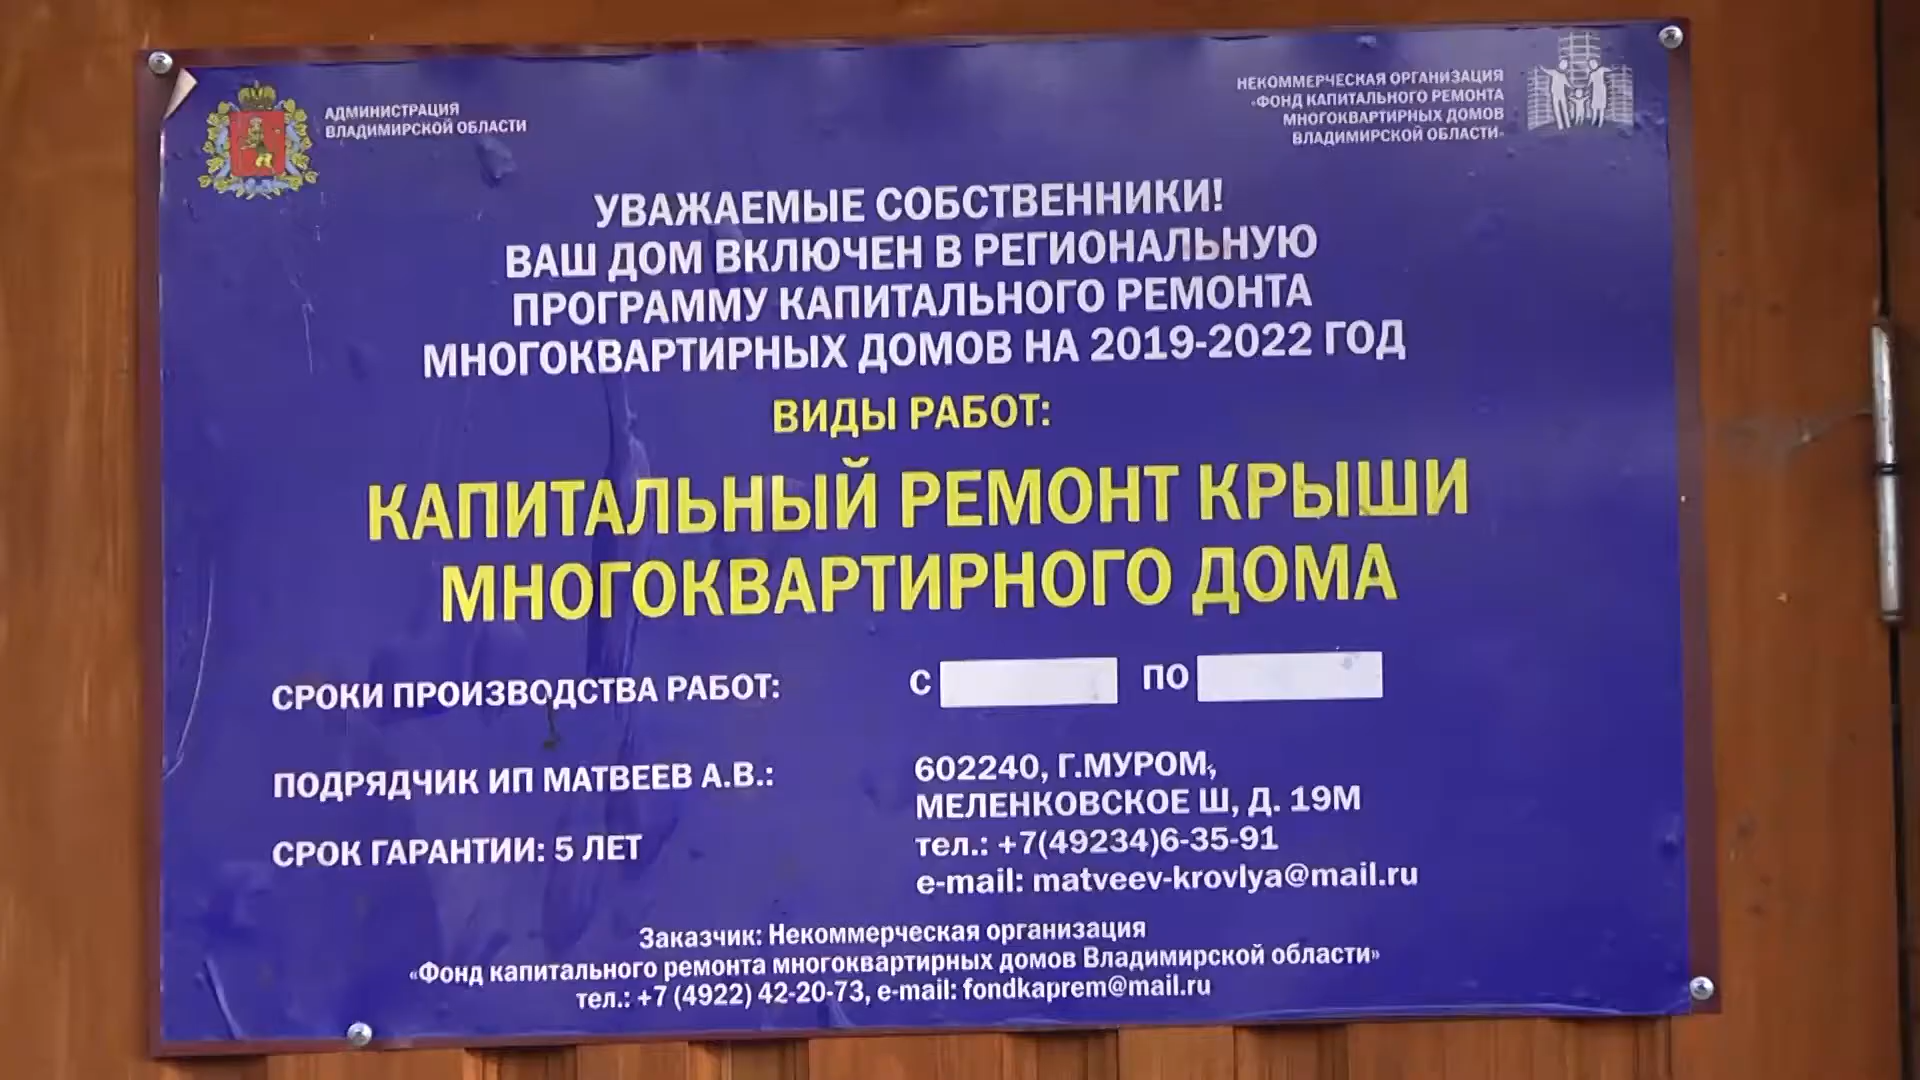 АДМИНИСТРАЦИЯ
ВЛАДИМИРСКОЙ ОБЛАСТИ
НЕКОММЕРЧЕСКАЯ ОРГАНИЗАЦИЯ
«ФОНД КАПИТАЛЬНОГО РЕМОНТА
МНОГОКВАРТИРНЫХ ДОМОВ
ВЛАДИМИРСКОЙ ОБЛАСТИ»
УВАЖАЕМЫЕ СОБСТВЕННИКИ!
ВАШ ДОМ ВКЛЮЧЕН В РЕГИОНАЛЬНУЮ
ПРОГРАММУ КАПИТАЛЬНОГО РЕМОНТА
МНОГОКВАРТИРНЫХ ДОМОВ НА 2019-2022 ГОД
ВИДЫ РАБОТ:
КАПИТАЛЬНЫЙ РЕМОНТ КРЫШИ
МНОГОКВАРТИРНОГО ДОМА
СРОКИ ПРОИЗВОДСТВА РАБОТ: С ПО
ПОДРЯДЧИК ИП МАТВЕЕВ А.В.:
СРОК ГАРАНТИИ: 5 ЛЕТ
602240, Г.МУРОМ,
МЕЛЕНКОВСКОЕ Ш, Д. 19М
тел.: +7(49234)6-35-91
e-mail: matveev-krovlya@mail.ru
Заказчик: Некоммерческая организация
«Фонд капитального ремонта многоквартирных домов Владимирской области»
тел.: +7 (4922) 42-20-73, e-mail: fondkaprem@mail.ru